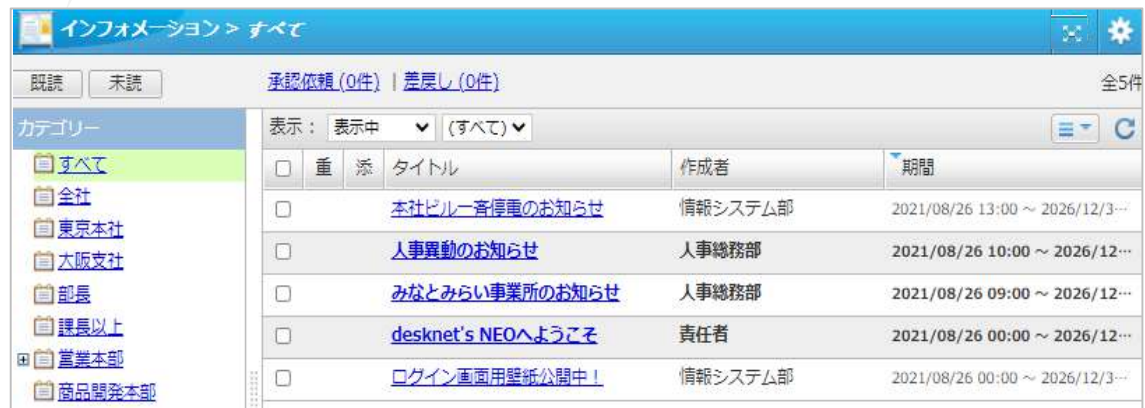 インフォメーション > すべて
既読 未読 承認依頼 (0件) | 差戻し (0件) 全5件
カテゴリー
すべて
全社
東京本社
大阪支社
部長
課長以上
営業本部
商品開発本部
表示： 表示中 (すべて)
重 添 タイトル 作成者 期間
本社ビル一斉停電のお知らせ 情報システム部 2021/08/26 13:00 ～ 2026/12/3…
人事異動のお知らせ 人事総務部 2021/08/26 10:00 ～ 2026/12…
みなとみらい事業所のお知らせ 人事総務部 2021/08/26 09:00 ～ 2026/12…
desknet's NEOへようこそ 責任者 2021/08/26 00:00 ～ 2026/12…
ログイン画面用壁紙公開中！ 情報システム部 2021/08/26 00:00 ～ 2026/12/3…